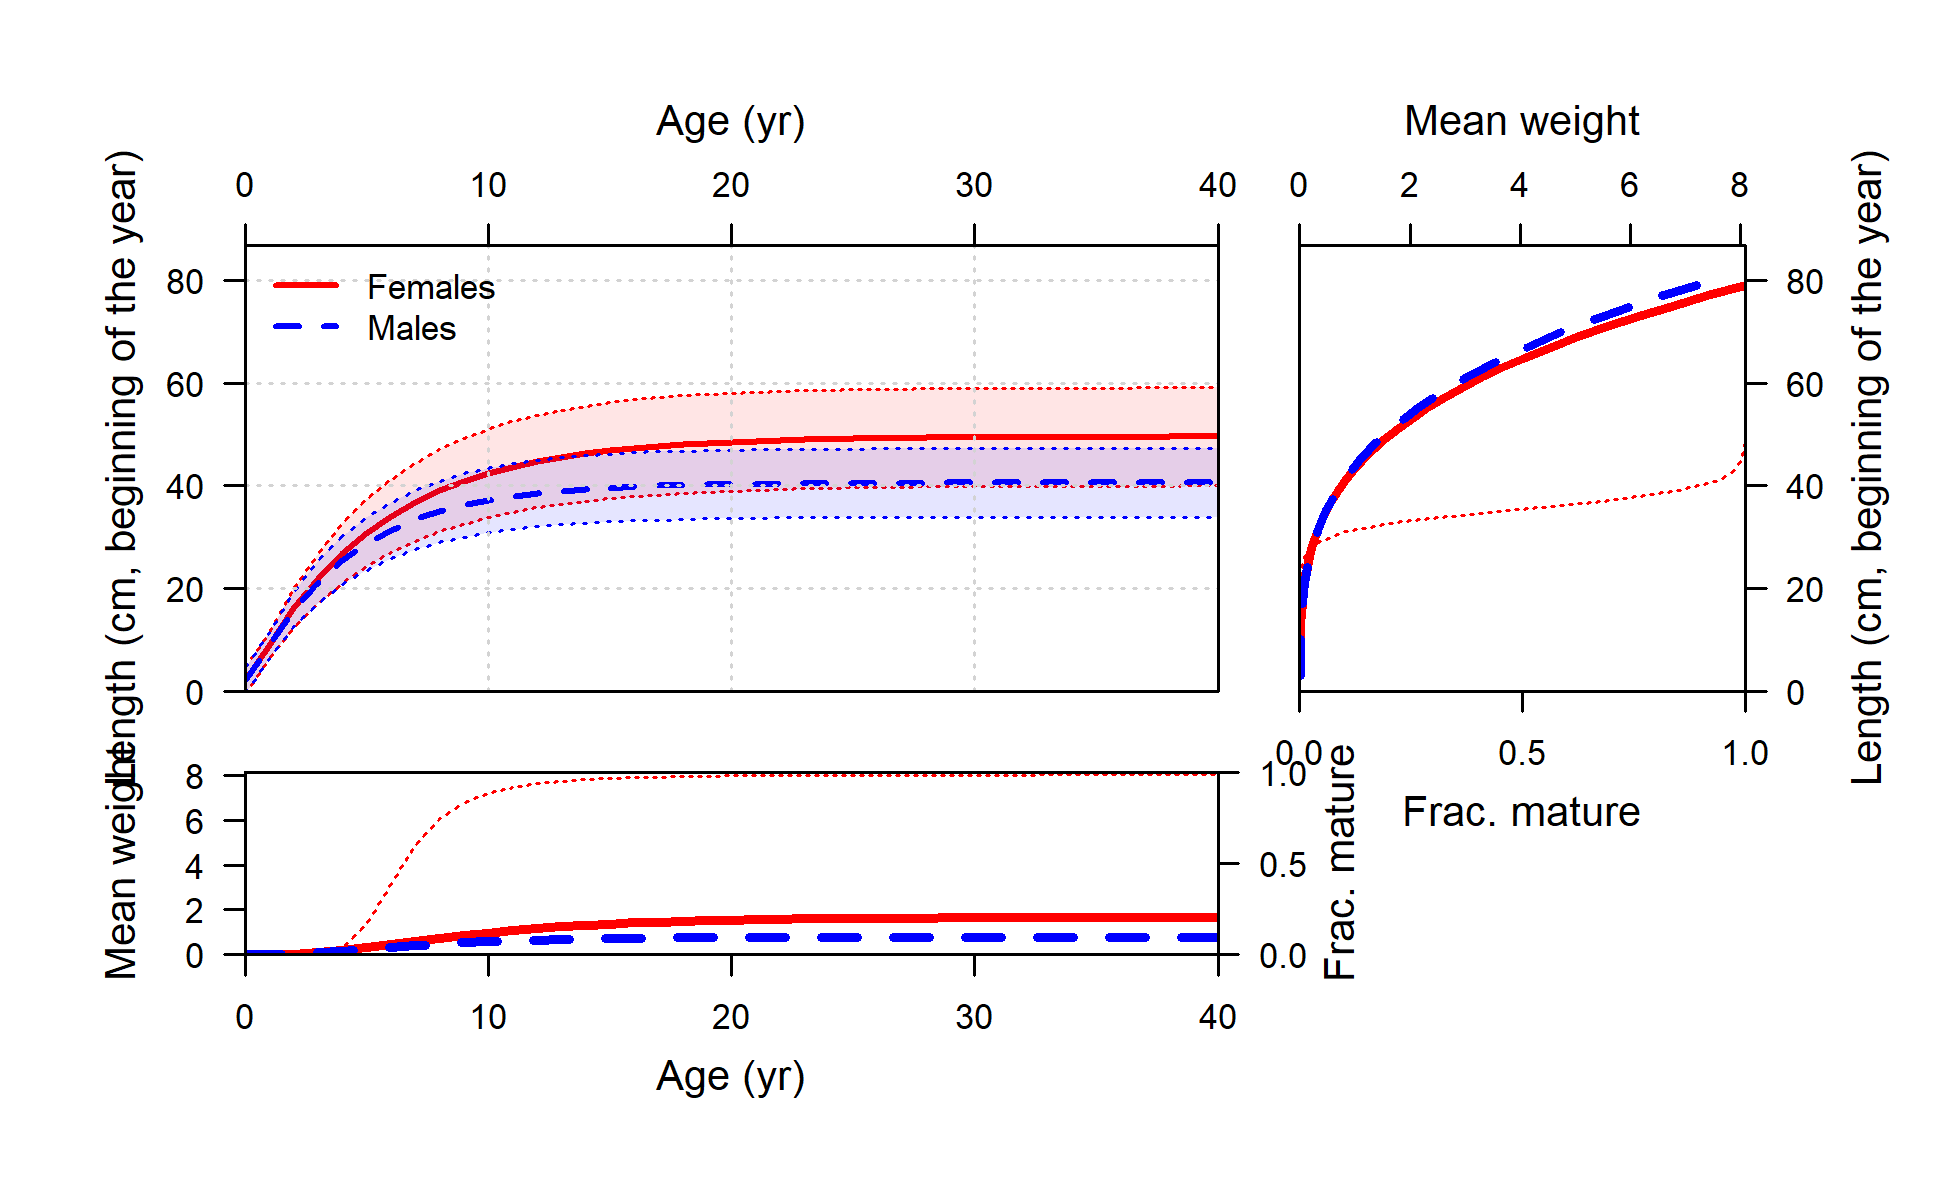 Age (yr)
Mean weight
0 10 20 30 40
0 2 4 6 8
Length (cm, beginning of the year)
80
60
40
20
0
Females
Males
80
60
40
20
0
Length (cm, beginning of the year)
0.0 0.5 1.0
Frac. mature
Mean weight
8
6
4
2
0
1.0
0.5
0.0
Frac. mature
0 10 20 30 40
Age (yr)